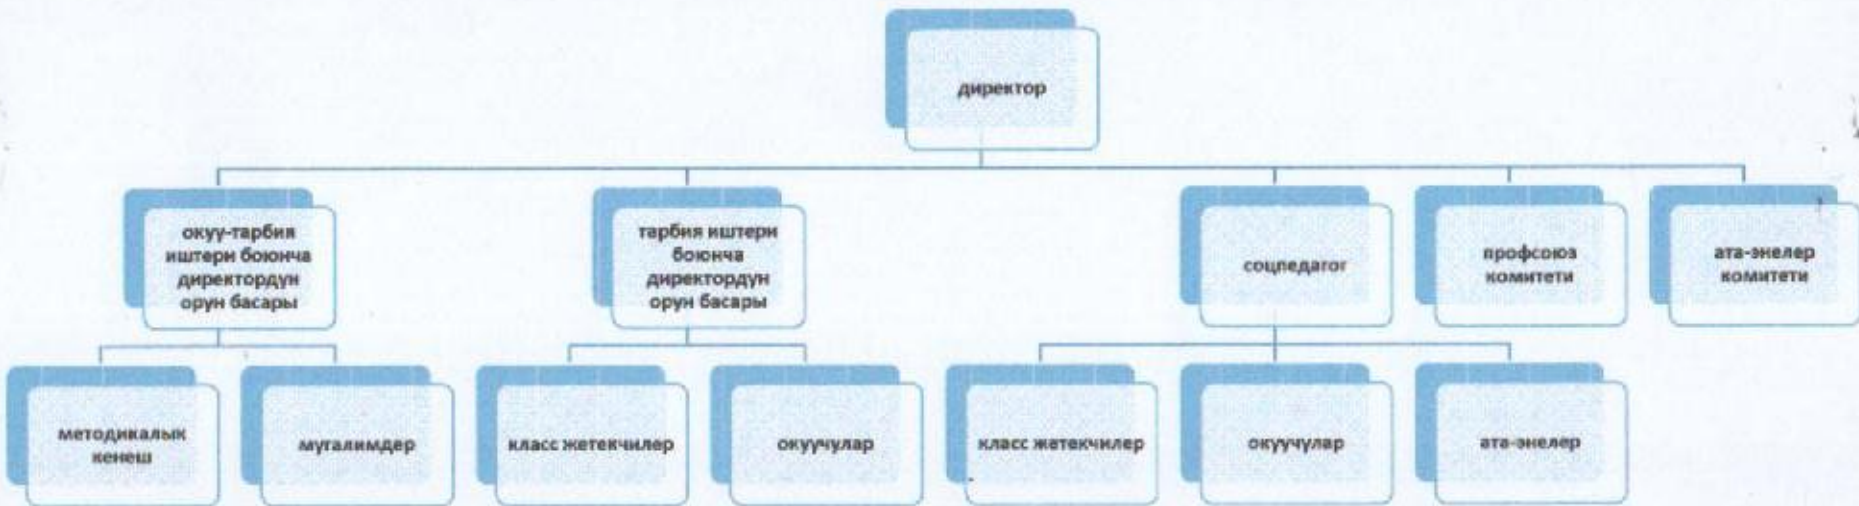 директор
окуу-тарбия
иштери боюнча
директордун
орун басары
тарбия иштери
боюнча
директордун
орун басары
соцпедагог
профсоюз
комитети
ата-энелер
комитети
методикалык
кенеш
мугалимдер
класс жетекчилер
окуучулар
класс жетекчилер
окуучулар
ата-энелер